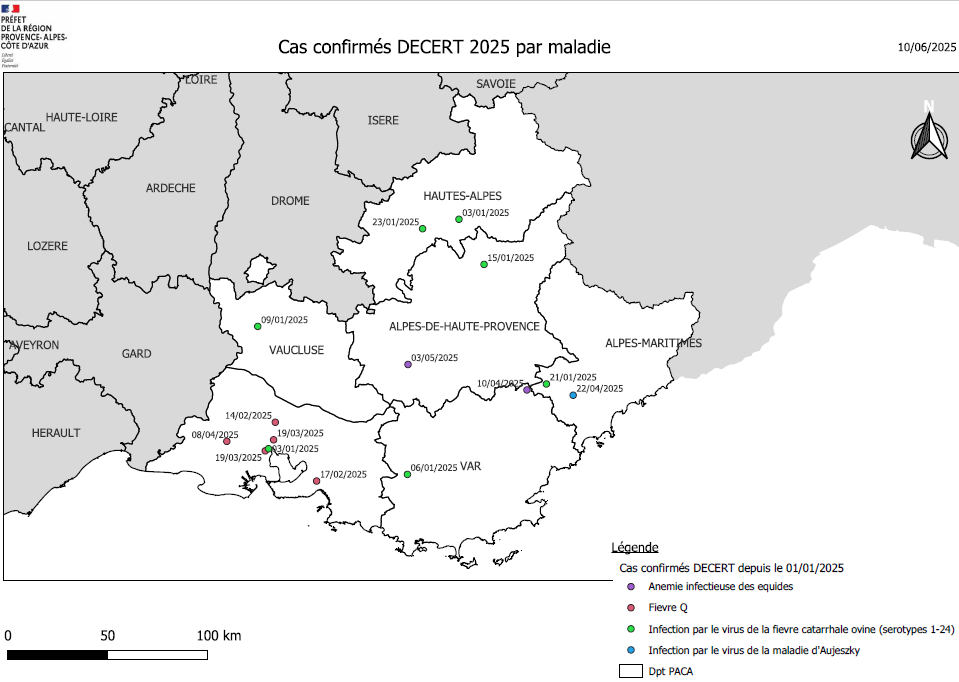 PRÉFET
DE LA RÉGION
PROVENCE-ALPES-
CÔTE D'AZUR
Liberté
Égalité
Fraternité
Cas confirmés DECERT 2025 par maladie
10/06/2025
LOIRE
SAVOIE
HAUTE-LOIRE
CANTAL
ISERE
N
ARDECHE
HAUTES-ALPES
DROME
03/01/2025
23/01/2025
LOZERE
15/01/2025
09/01/2025
ALPES-DE-HAUTE-PROVENCE
AVEYRON
GARD
VAUCLUSE
ALPES-MARITIMES
03/05/2025
21/01/2025
10/04/2025
22/04/2025
14/02/2025
HERAULT
08/04/2025
19/03/2025
03/01/2025
19/03/2025
06/01/2025
VAR
17/02/2025
Légende
Cas confirmés DECERT depuis le 01/01/2025
Anemie infectieuse des equides
Fievre Q
Infection par le virus de la fievre catarrhale ovine (serotypes 1-24)
Infection par le virus de la maladie d'Aujeszky
Dpt PACA
0 50 100 km